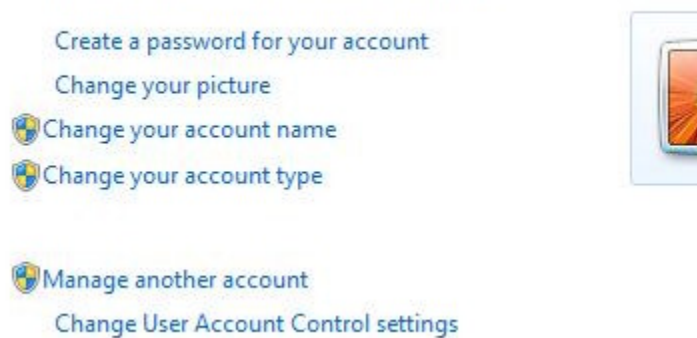 Create a password for your account
Change your picture
Change your account name
Change your account type
Manage another account
Change User Account Control settings